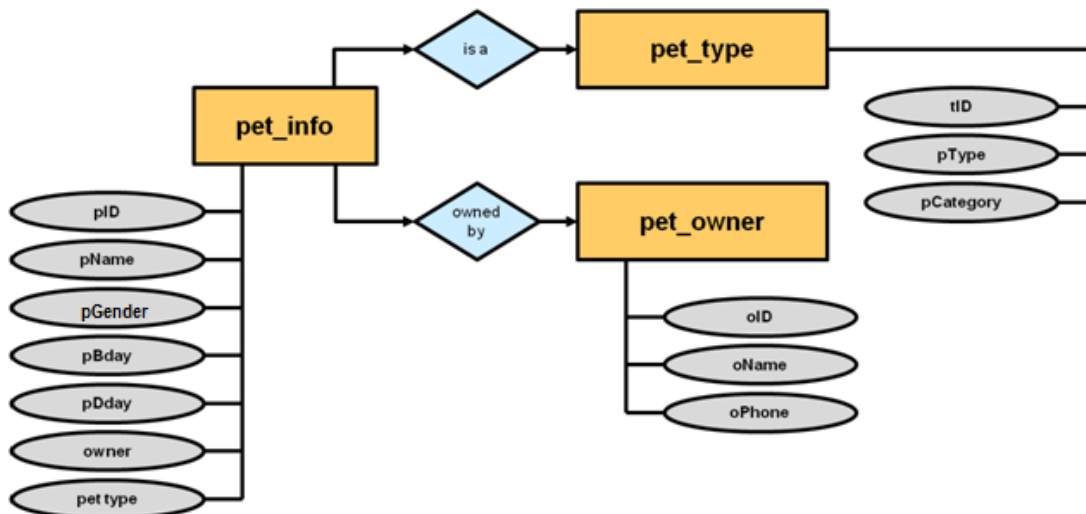 is a
pet_type
pet_info
tID
pType
pCategory
owned
by
pet_owner
pID
pName
pGender
pBday
pDday
owner
pet type
oID
oName
oPhone